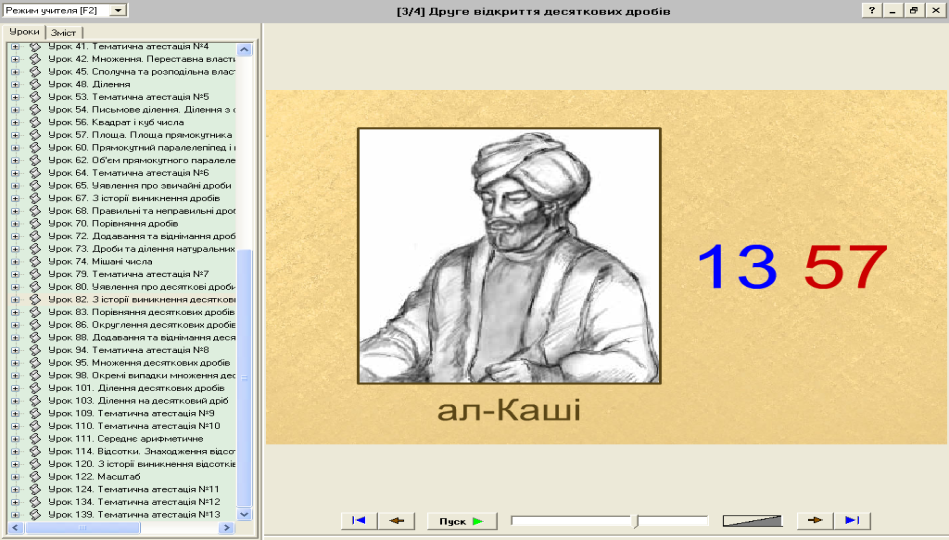 Режим учителя [F2]
[3/4] Друге відкриття десяткових дробів
Уроки
Зміст
Урок 41. Тематична атестація №4
Урок 42. Множення. Переставна власти
Урок 45. Сполучна та розподільна власт
Урок 48. Ділення
Урок 53. Тематична атестація №5
Урок 54. Письмове ділення. Ділення з о
Урок 56. Квадрат і куб числа
Урок 57. Площа. Площа прямокутника
Урок 60. Прямокутний паралелепіпед і і
Урок 62. Об'єм прямокутного паралеле
Урок 64. Тематична атестація №6
Урок 65. Уявлення про звичайні дроби
Урок 67. З історії виникнення дробів
Урок 68. Правильні та неправильні дроб
Урок 70. Порівняння дробів
Урок 72. Додавання та віднімання дроб
Урок 73. Дроби та ділення натуральних
Урок 74. Мішані числа
Урок 79. Тематична атестація №7
Урок 80. Уявлення про десяткові дроби
Урок 82. З історії виникнення десяткови
Урок 83. Порівняння десяткових дробів
Урок 86. Округлення десяткових дробів
Урок 88. Додавання та віднімання деся
Урок 94. Тематична атестація №8
Урок 95. Множення десяткових дробів
Урок 98. Окремі випадки множення дес
Урок 101. Ділення десяткових дробів
Урок 103. Ділення на десятковий дріб
Урок 109. Тематична атестація №9
Урок 110. Тематична атестація №10
Урок 111. Середнє арифметичне
Урок 114. Відсотки. Знаходження відсот
Урок 120. З історії виникнення відсотків
Урок 122. Масштаб
Урок 124. Тематична атестація №11
Урок 134. Тематична атестація №12
Урок 139. Тематична атестація №13
13 57
ал-Каші
Пуск